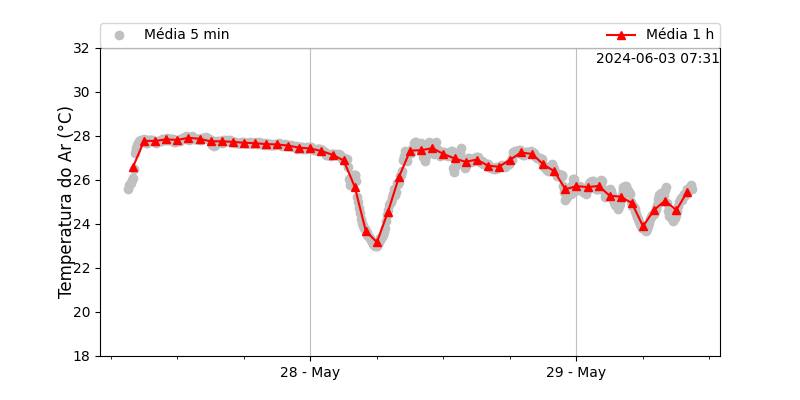 Média 5 min
Média 1 h
2024-06-03 07:31
Temperatura do Ar (°C)
32
30
28
26
24
22
20
18
28 - May
29 - May